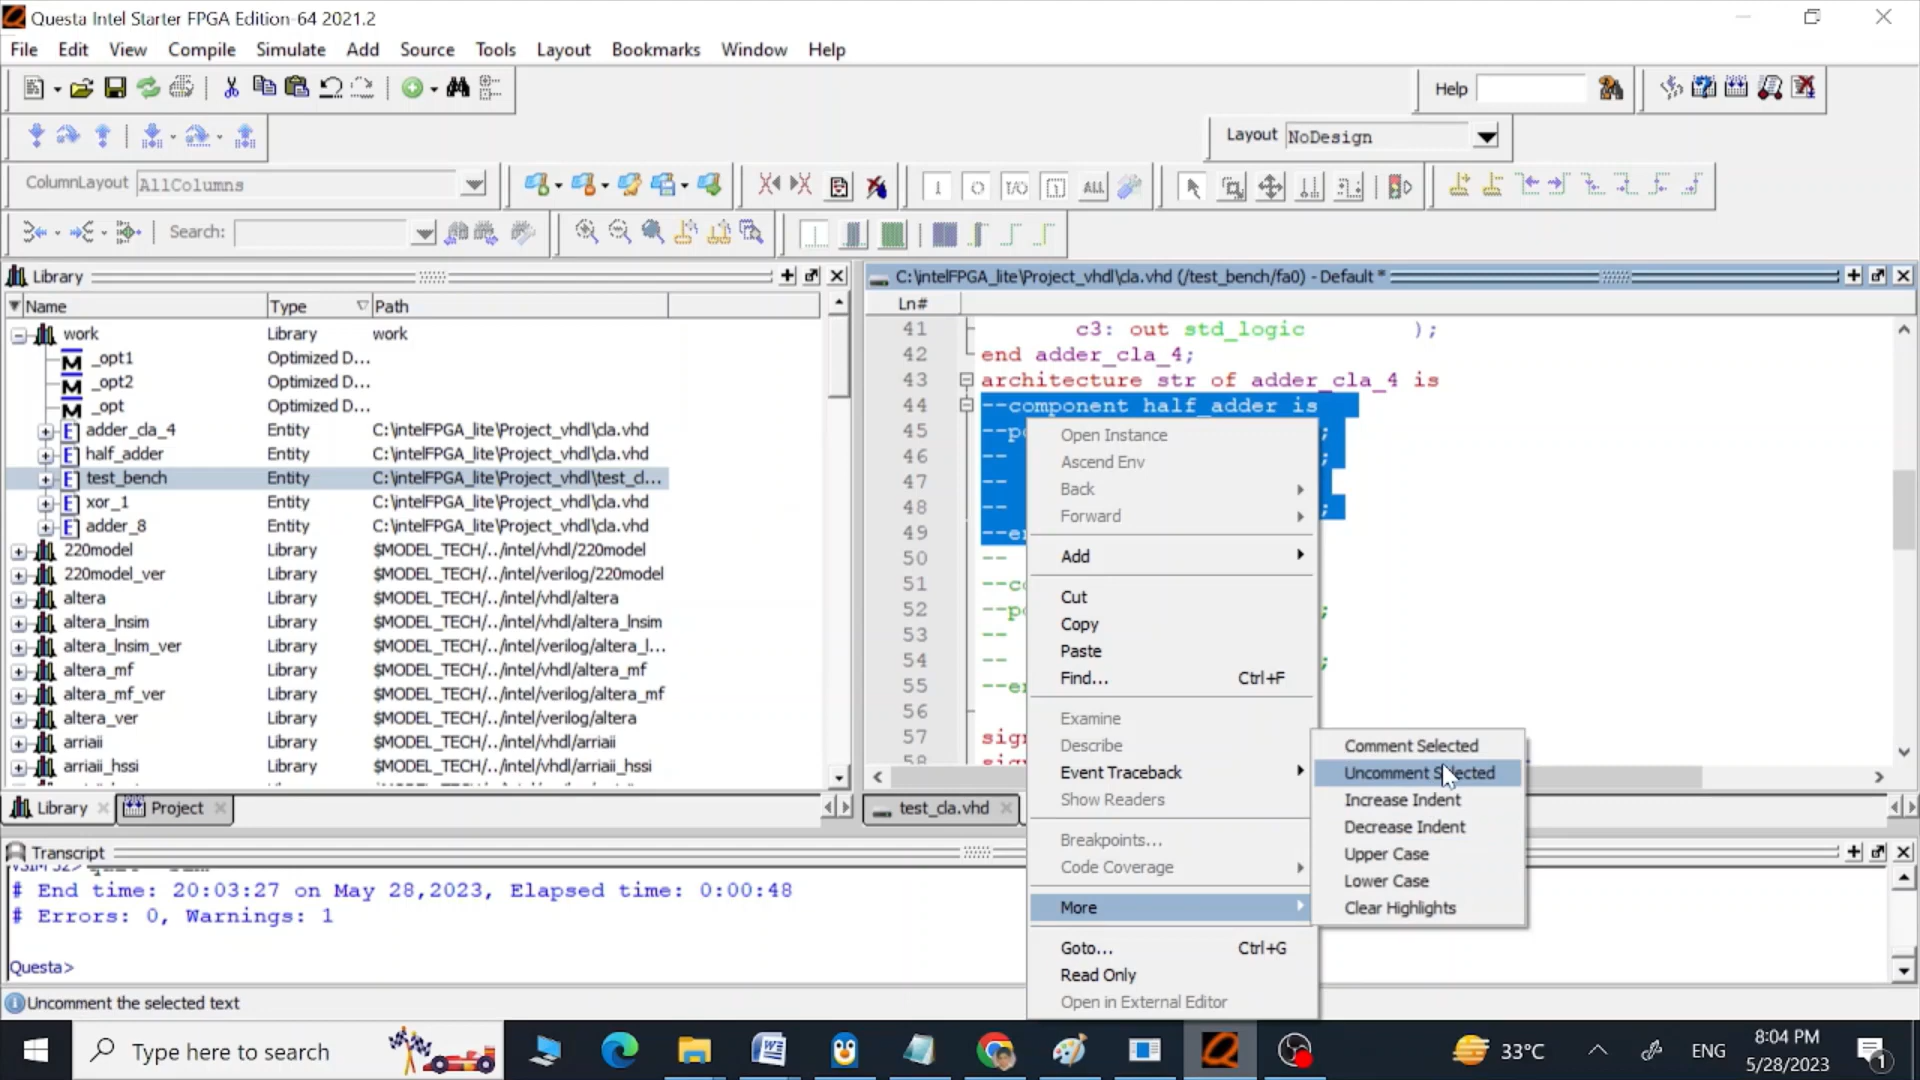 Questa Intel Starter FPGA Edition-64 2021.2
File Edit View Compile Simulate Add Source Tools Layout Bookmarks Window Help
Help
Layout NoDesign
ColumnLayout AllColumns
ALL
Search:
Library
Name Type Path
work Library work
_opt1 Optimized D...
_opt2 Optimized D...
_opt Optimized D...
adder_cla_4 Entity C:\intelFPGA_lite\Project_vhdl\cla.vhd
half_adder Entity C:\intelFPGA_lite\Project_vhdl\cla.vhd
test_bench Entity C:\intelFPGA_lite\Project_vhdl\test_cl...
xor_1 Entity C:\intelFPGA_lite\Project_vhdl\cla.vhd
adder_8 Entity C:\intelFPGA_lite\Project_vhdl\cla.vhd
220model Library $MODEL_TECH/../intel/vhdl/220model
220model_ver Library $MODEL_TECH/../intel/verilog/220model
altera Library $MODEL_TECH/../intel/vhdl/altera
altera_lnsim Library $MODEL_TECH/../intel/vhdl/altera_lnsim
altera_lnsim_ver Library $MODEL_TECH/../intel/verilog/altera_l...
altera_mf Library $MODEL_TECH/../intel/vhdl/altera_mf
altera_mf_ver Library $MODEL_TECH/../intel/verilog/altera_mf
altera_ver Library $MODEL_TECH/../intel/verilog/altera
arriaii Library $MODEL_TECH/../intel/vhdl/arriaii
arriaii_hssi Library $MODEL_TECH/../intel/vhdl/arriaii_hssi
Library Project
C:\intelFPGA_lite\Project_vhdl\cla.vhd (/test_bench/fa0) - Default *
Ln#
41 c3: out std_logic );
42 end adder_cla_4;
43 architecture str of adder_cla_4 is
44 --component half_adder is
45 --po ;
46 -- ;
47 --
48 -- ;
49 --en
50 --
51 --co
52 --po ;
53 --
54 -- ;
55 --en
56
57 sign
58 sign
test_cla.vhd
Open Instance
Ascend Env
Back
Forward
Add
Cut
Copy
Paste
Find... Ctrl+F
Examine
Describe
Event Traceback
Show Readers
Breakpoints...
Code Coverage
More
Goto... Ctrl+G
Read Only
Open in External Editor
Comment Selected
Uncomment Selected
Increase Indent
Decrease Indent
Upper Case
Lower Case
Clear Highlights
Transcript
# End time: 20:03:27 on May 28,2023, Elapsed time: 0:00:48
# Errors: 0, Warnings: 1
Questa>
Uncomment the selected text
Type here to search
33°C
ENG
8:04 PM
5/28/2023
1